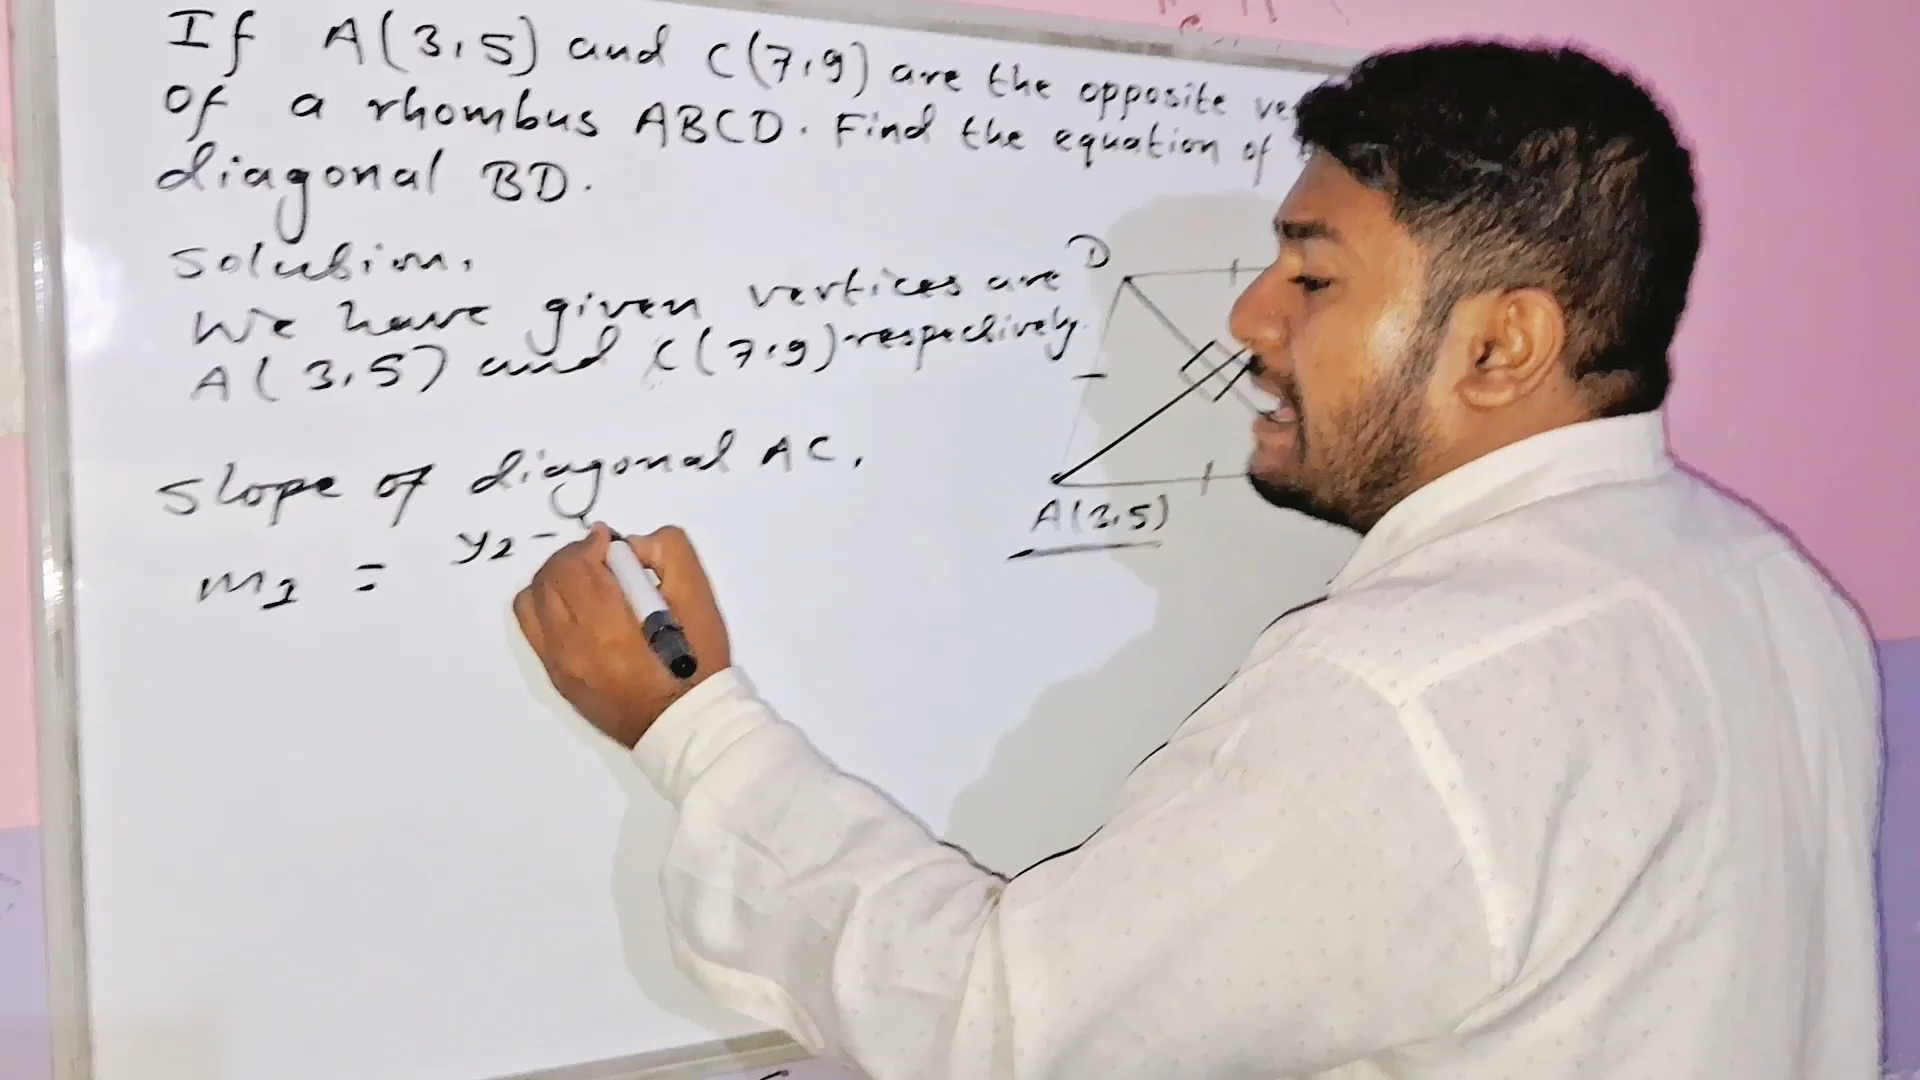 If A(3,5) and C(7,9) are the opposite
of a rhombus ABCD. Find the equation of
diagonal BD.
Solution,
We have given vertices are
A(3,5) and C(7,9) respectively.
Slope of diagonal AC,
m1 = y2 -
D
A(3,5)